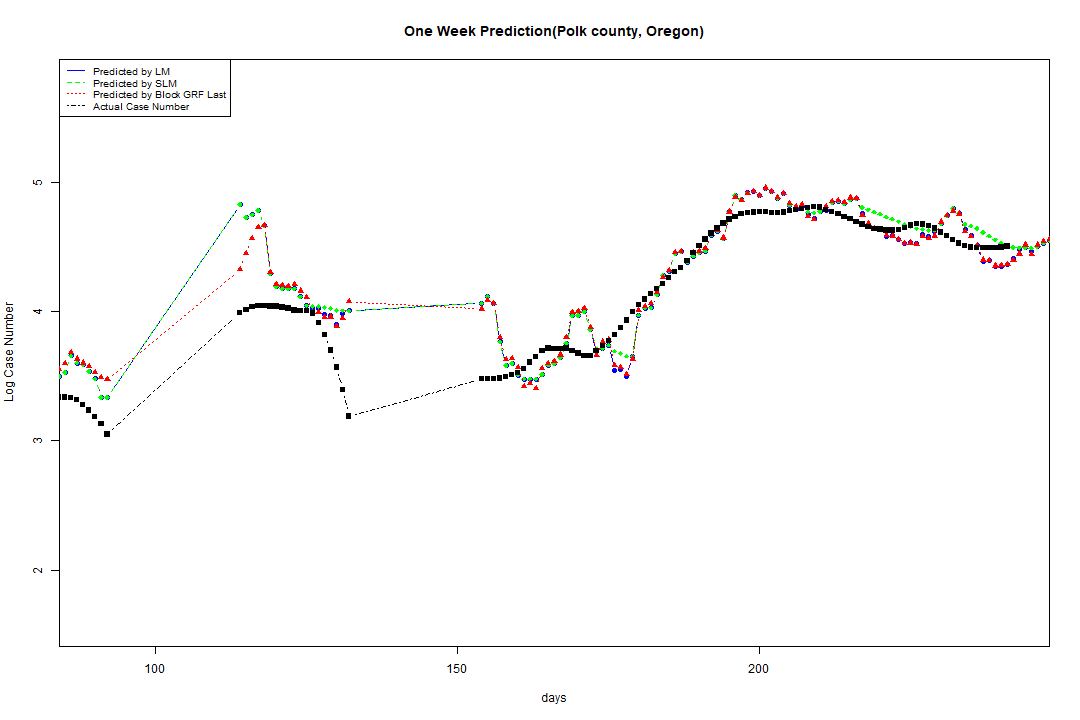 One Week Prediction(Polk county, Oregon)
Predicted by LM
Predicted by SLM
Predicted by Block GRF Last
Actual Case Number
Log Case Number
5
4
3
2
100
150
200
days